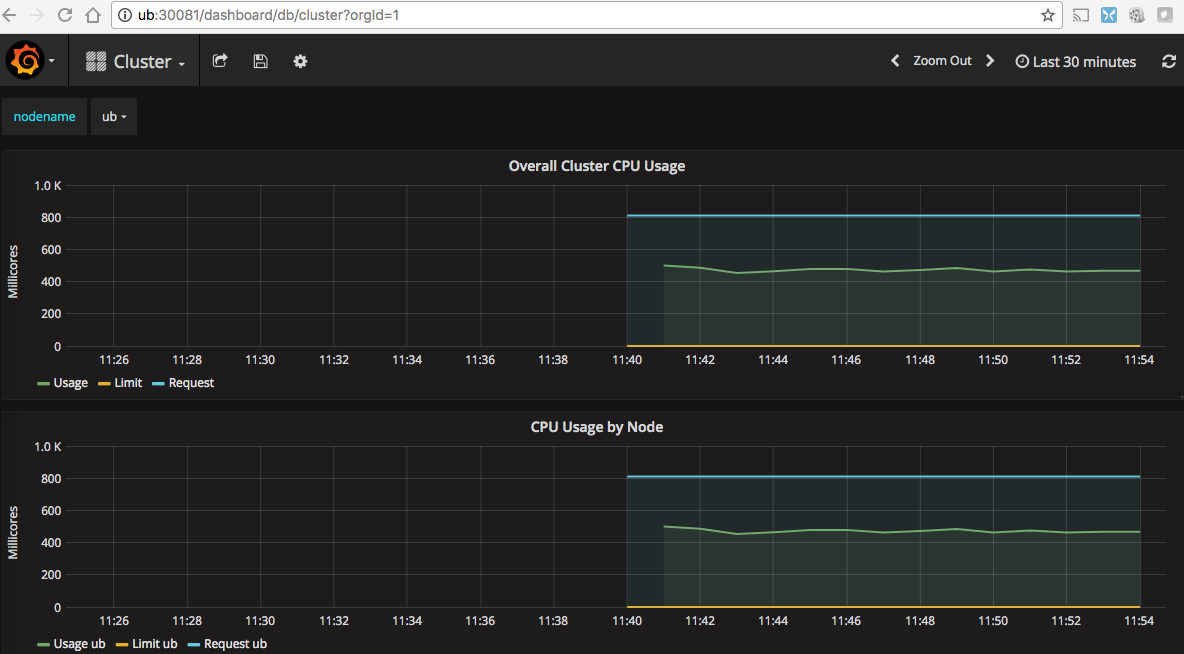 ub:30081/dashboard/db/cluster?orgId=1
Cluster Zoom Out Last 30 minutes
nodename ub
Overall Cluster CPU Usage
1.0 K
800
600
400
200
0
Millicores
11:26 11:28 11:30 11:32 11:34 11:36 11:38 11:40 11:42 11:44 11:46 11:48 11:50 11:52 11:54
Usage Limit Request
CPU Usage by Node
1.0 K
800
600
400
200
0
Millicores
11:26 11:28 11:30 11:32 11:34 11:36 11:38 11:40 11:42 11:44 11:46 11:48 11:50 11:52 11:54
Usage ub Limit ub Request ub